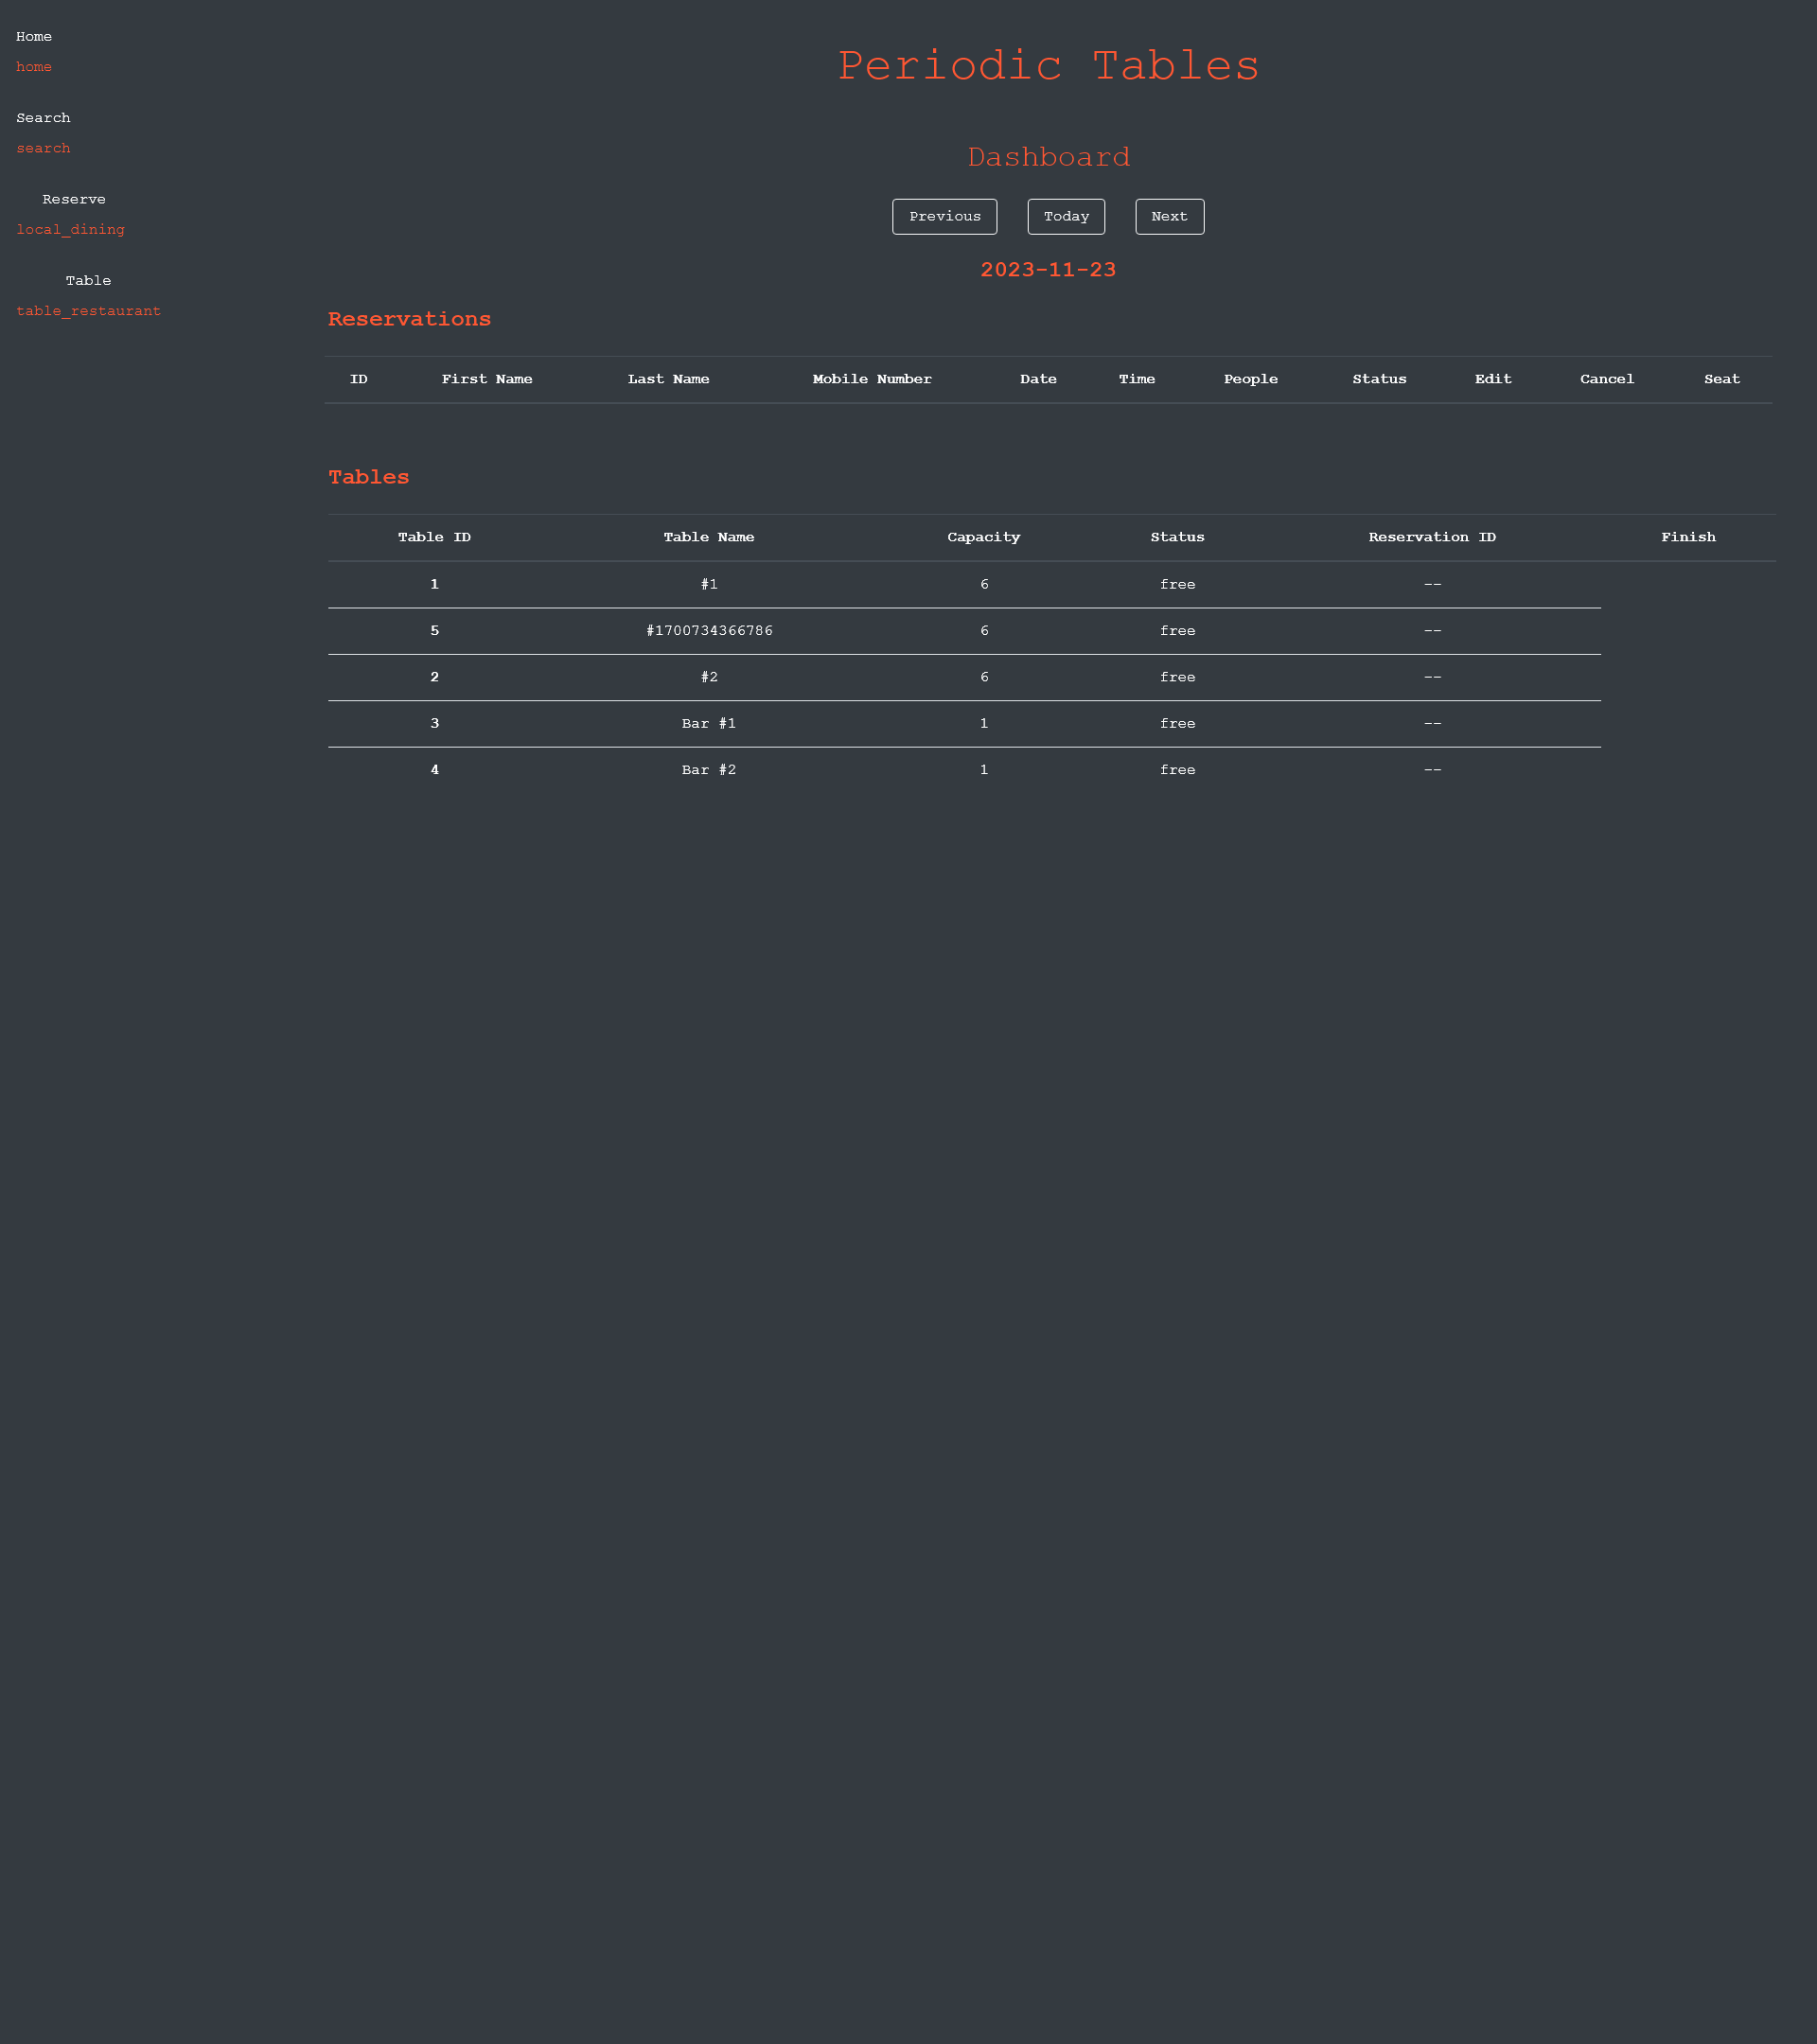 Home
home
Search
search
Reserve
local_dining
Table
table_restaurant
Periodic Tables
Dashboard
Previous Today Next
2023-11-23
Reservations
ID First Name Last Name Mobile Number Date Time People Status Edit Cancel Seat
Tables
Table ID Table Name Capacity Status Reservation ID Finish
1 #1 6 free --
5 #1700734366786 6 free --
2 #2 6 free --
3 Bar #1 1 free --
4 Bar #2 1 free --